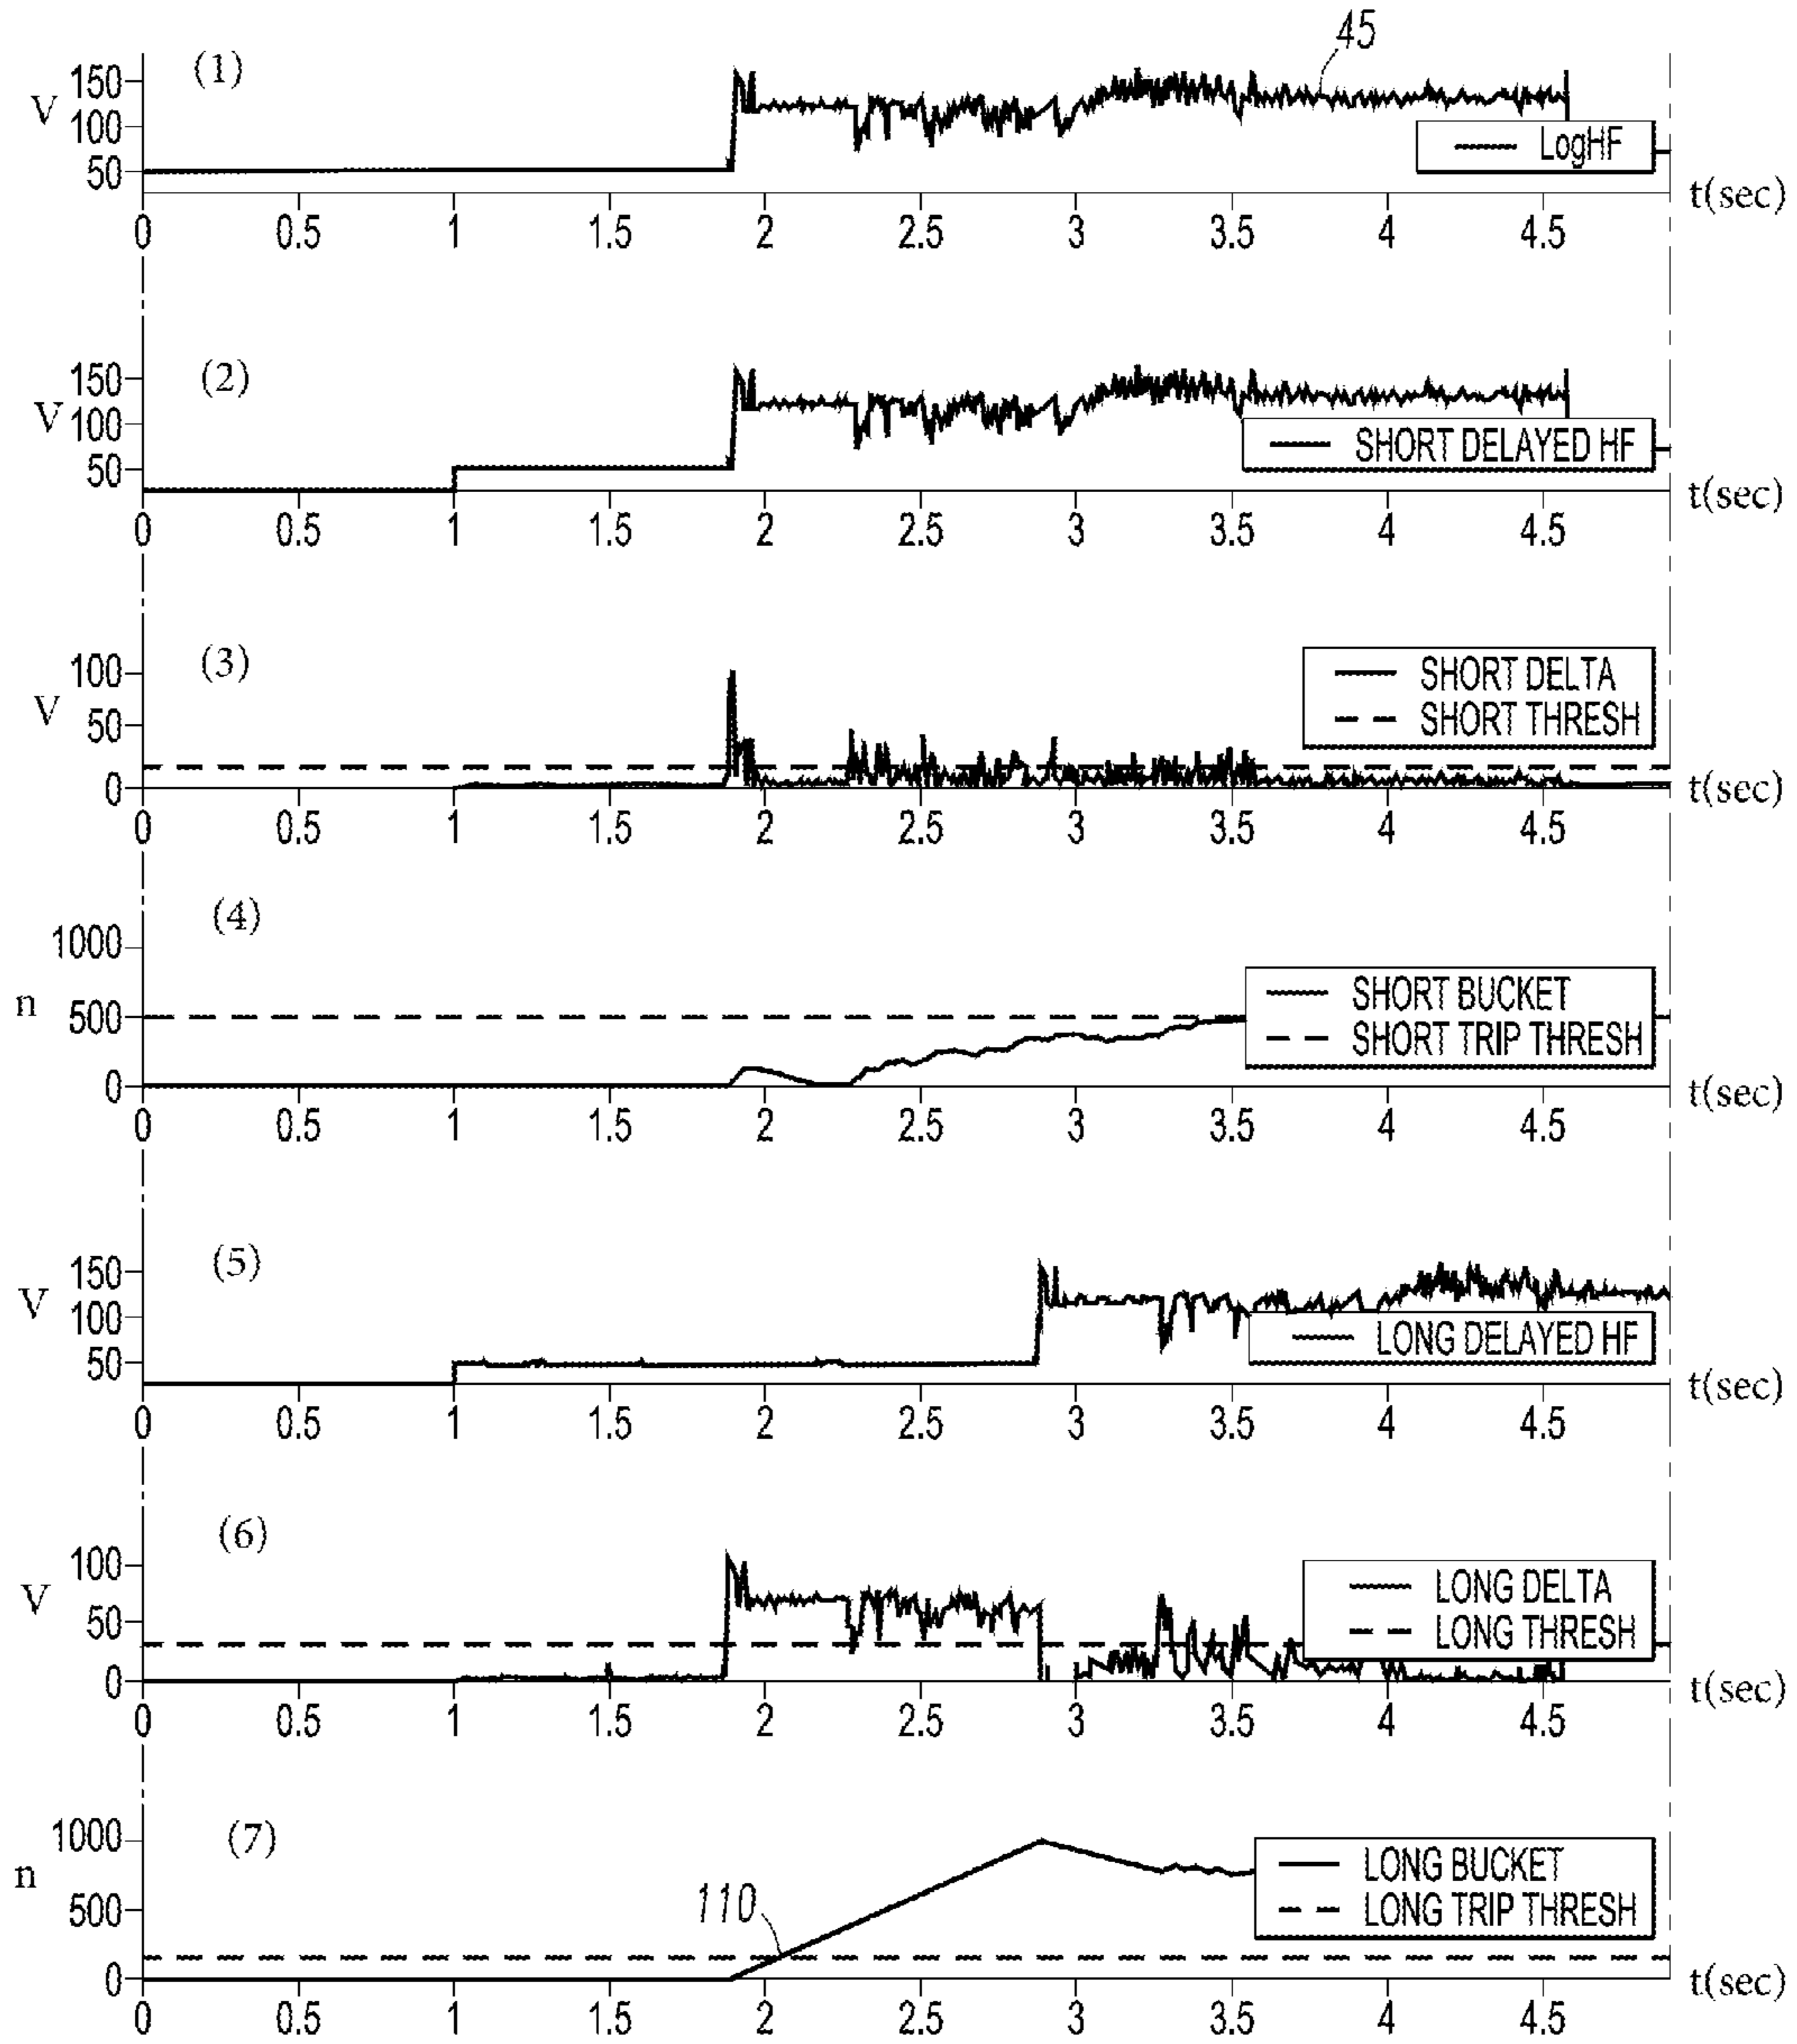 45
(1)
150
V
100
50
LogHF
t(sec)
0 0.5 1 1.5 2 2.5 3 3.5 4 4.5
(2)
150
V 100
50
SHORT DELAYED HF
t(sec)
0 0.5 1 1.5 2 2.5 3 3.5 4 4.5
(3)
100
V
50
0
SHORT DELTA
SHORT THRESH
t(sec)
0 0.5 1 1.5 2 2.5 3 3.5 4 4.5
(4)
1000
n 500
0
SHORT BUCKET
SHORT TRIP THRESH
t(sec)
0 0.5 1 1.5 2 2.5 3 3.5 4 4.5
(5)
150
V 100
50
LONG DELAYED HF
t(sec)
0 0.5 1 1.5 2 2.5 3 3.5 4 4.5
(6)
100
V
50
0
LONG DELTA
LONG THRESH
t(sec)
0 0.5 1 1.5 2 2.5 3 3.5 4 4.5
(7)
1000
n
500
0
110
LONG BUCKET
LONG TRIP THRESH
t(sec)
0 0.5 1 1.5 2 2.5 3 3.5 4 4.5